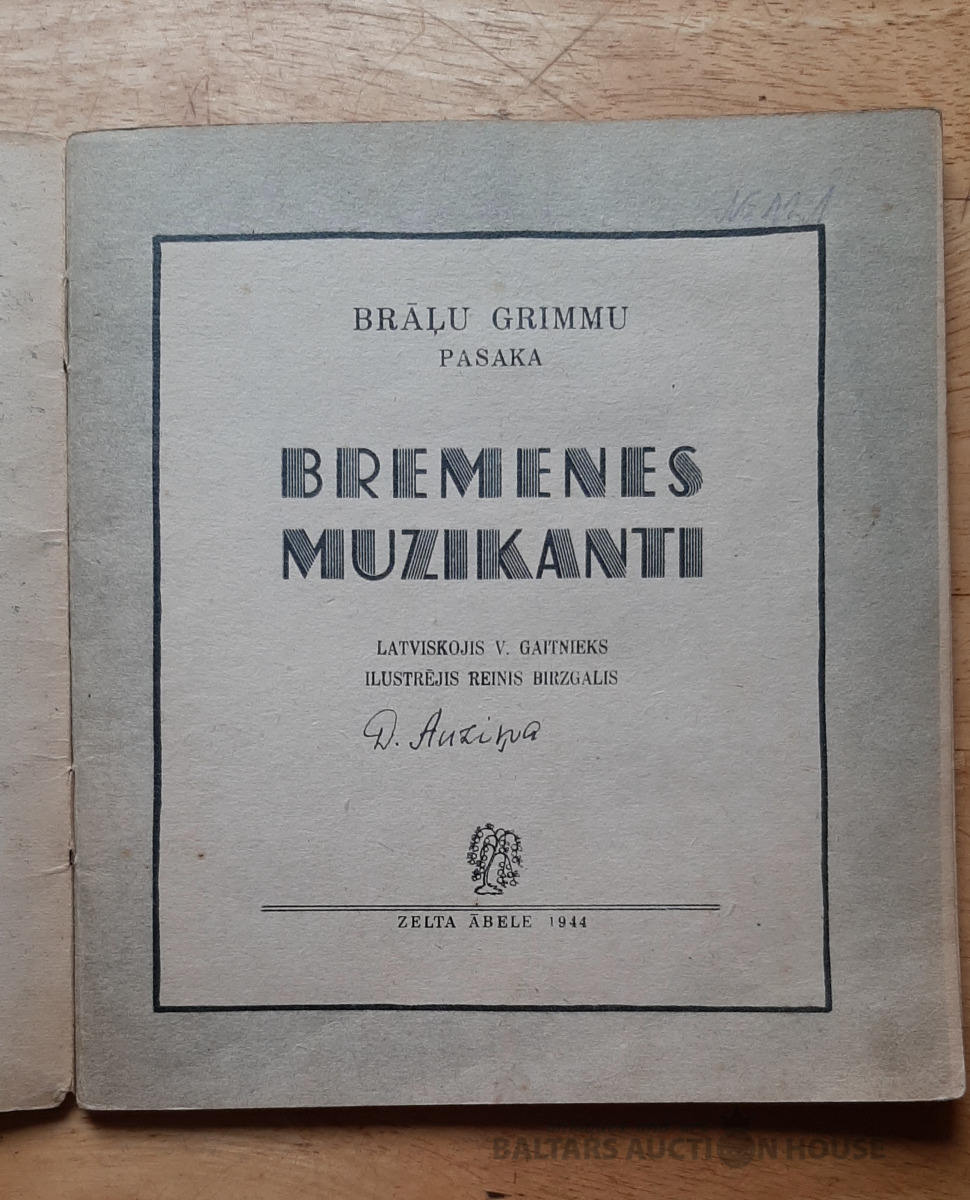 BRĀĻU GRIMMU
PASAKA
BREMENES
MUZIKANTI
LATVISKOJIS V. GAITNIEKS
ILUSTRĒJIS REINIS BIRZGALIS
D. Auziņa
ZELTA ĀBELE 1944
BALTARS AUCTION HOUSE